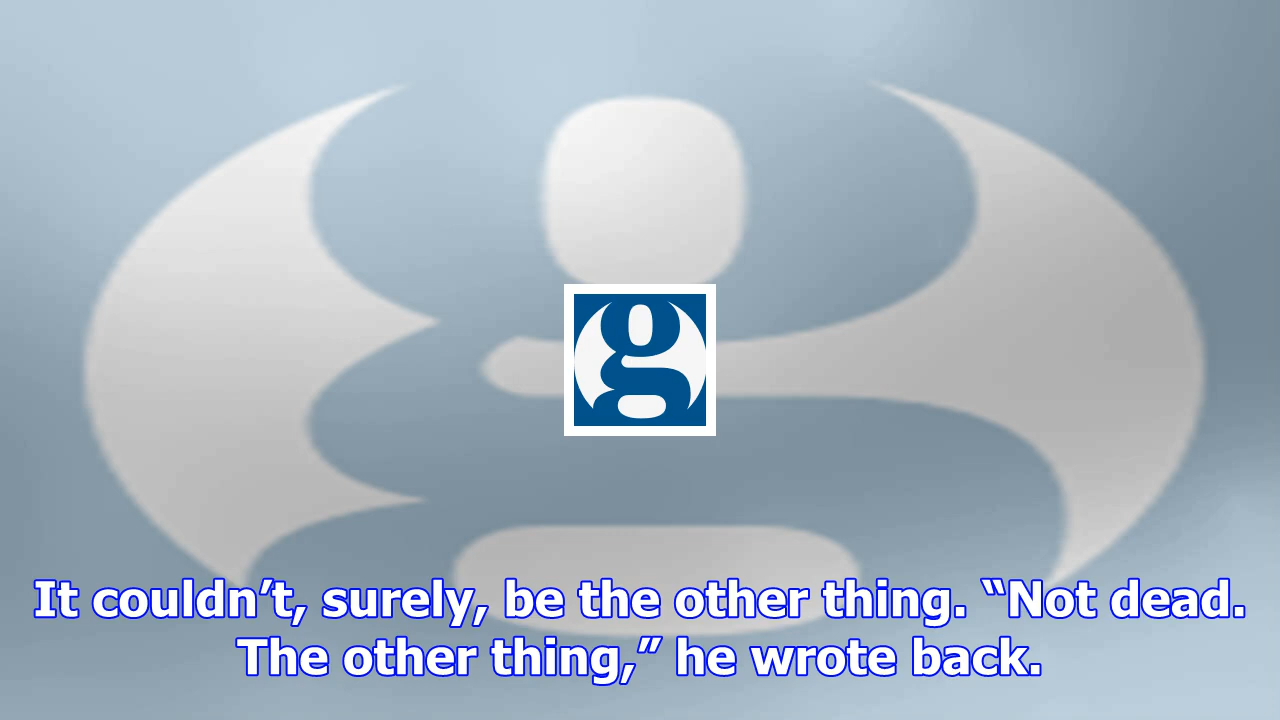 g
It couldn’t, surely, be the other thing. “Not dead.
The other thing,” he wrote back.